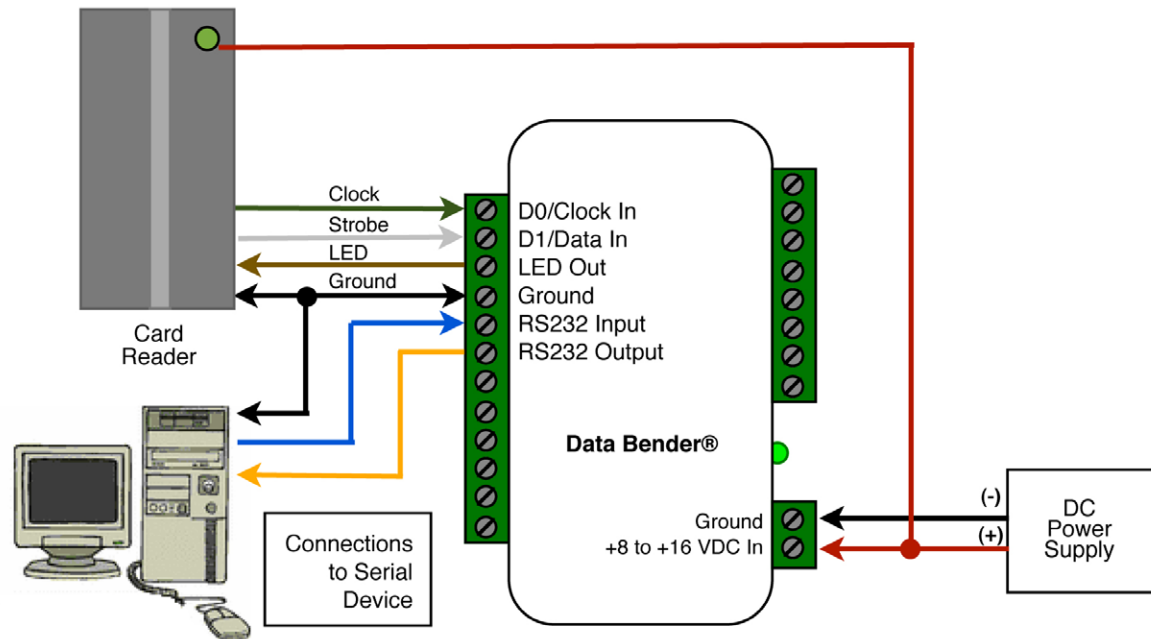 Clock
Strobe
LED
Ground
Card
Reader
D0/Clock In
D1/Data In
LED Out
Ground
RS232 Input
RS232 Output
Data Bender®
Ground
+8 to +16 VDC In
(-)
(+)
DC
Power
Supply
Connections
to Serial
Device